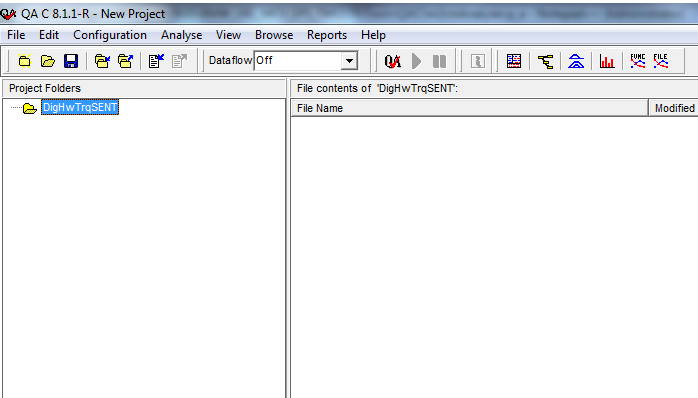 QA C 8.1.1-R - New Project
File Edit Configuration Analyse View Browse Reports Help
Dataflow Off QA FUNC FILE
Project Folders File contents of 'DigHwTrqSENT':
DigHwTrqSENT File Name Modified